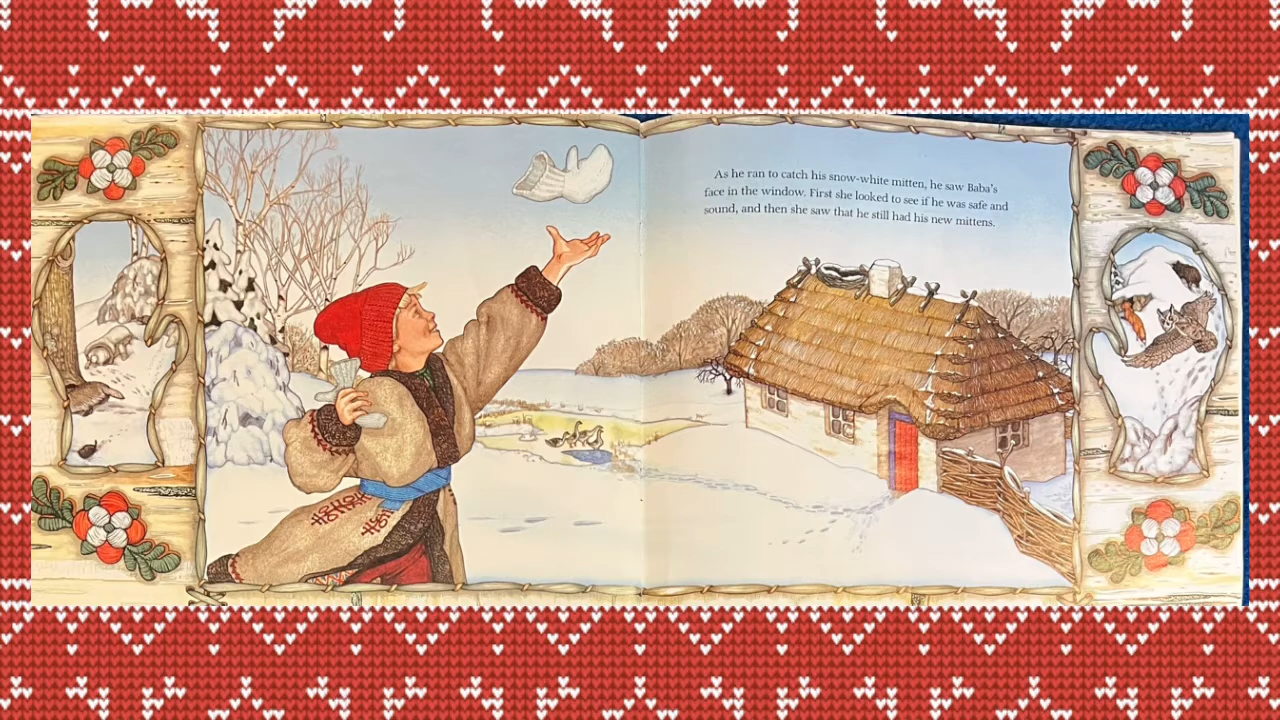 As he ran to catch his snow-white mitten, he saw Baba's
face in the window. First she looked to see if he was safe and
sound, and then she saw that he still had his new mittens.